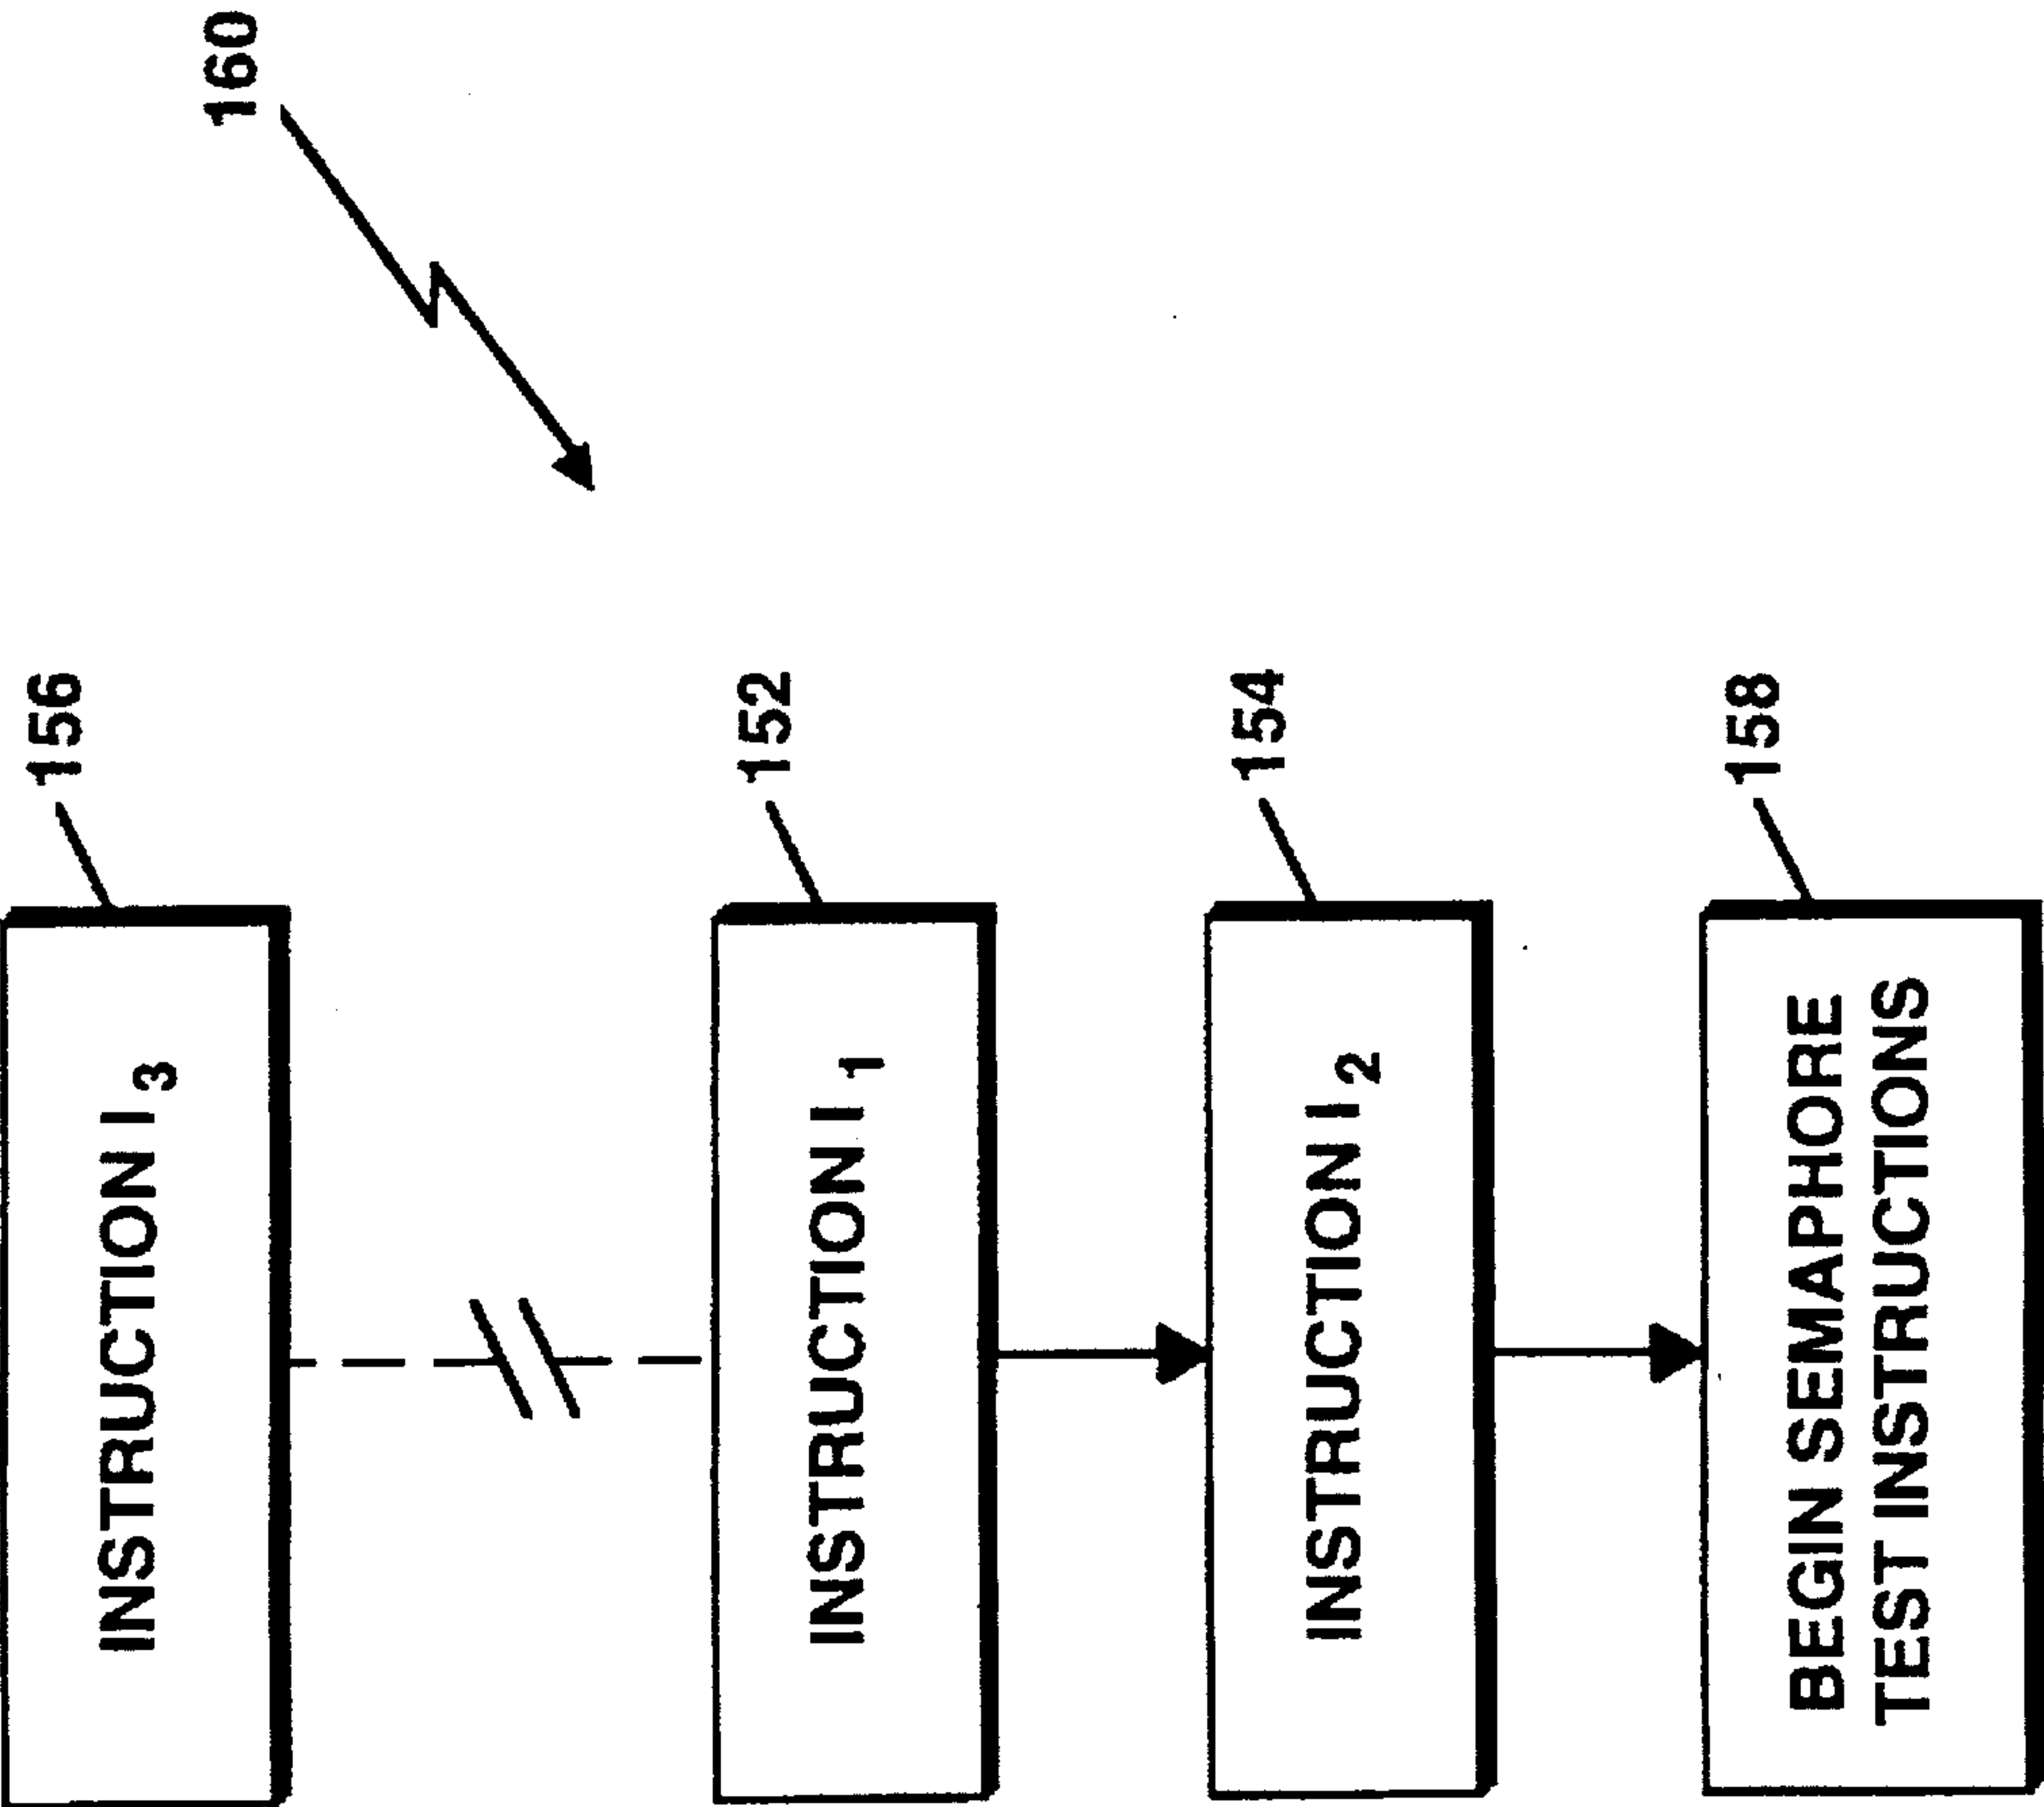 160
156
INSTRUCTION I 3
152
INSTRUCTION I 1
154
INSTRUCTION I 2
158
BEGIN SEMAPHORE
TEST INSTRUCTIONS